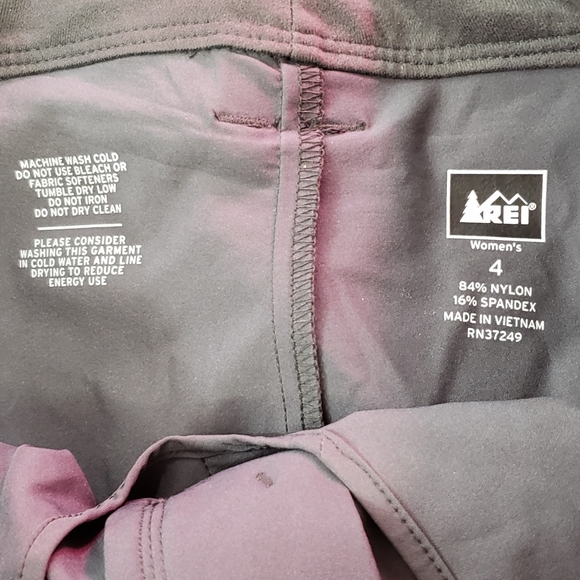 MACHINE WASH COLD
DO NOT USE BLEACH OR
FABRIC SOFTENERS
TUMBLE DRY LOW
DO NOT IRON
DO NOT DRY CLEAN
PLEASE CONSIDER
WASHING THIS GARMENT
IN COLD WATER AND LINE
DRYING TO REDUCE
ENERGY USE
REI®
Women's
4
84% NYLON
16% SPANDEX
MADE IN VIETNAM
RN37249